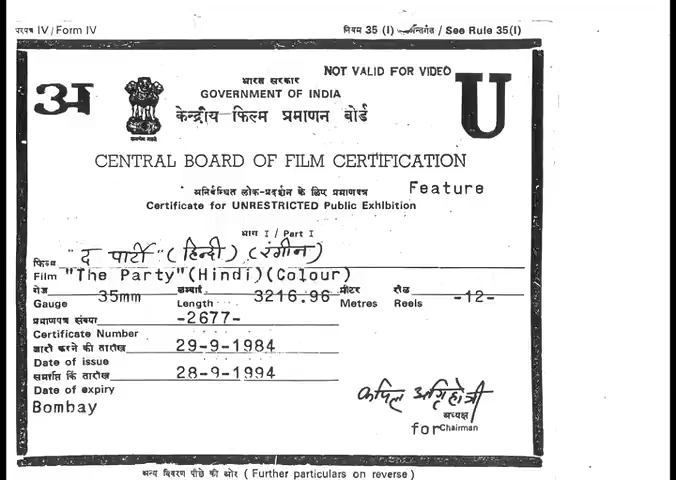 परपत्र IV/Form IV
नियम 35 (I) अन्तर्गत / See Rule 35(I)
NOT VALID FOR VIDEO
अ
भारत सरकार
GOVERNMENT OF INDIA
U
केन्द्रीय फिल्म प्रमाणन बोर्ड
CENTRAL BOARD OF FILM CERTIFICATION
अनिर्बन्धित लोक-प्रदर्शन के लिए प्रमाणपत्र Feature
Certificate for UNRESTRICTED Public Exhibition
भाग I / Part I
फिल्म "द पार्टी" (हिन्दी) (रंगीन)
Film "The Party"(Hindi)(Colour)
गेज 35mm लम्बाई 3216.96 मीटर रील -12-
Gauge Length Metres Reels
प्रमाणपत्र संख्या -2677-
Certificate Number
जारी करने की तारीख 29-9-1984
Date of issue
समाप्ति कि तारीख 28-9-1994
Date of expiry
Bombay
कपिल अग्निहोत्री
अध्यक्ष
for Chairman
अन्य विवरण पीछे की ओर (Further particulars on reverse)